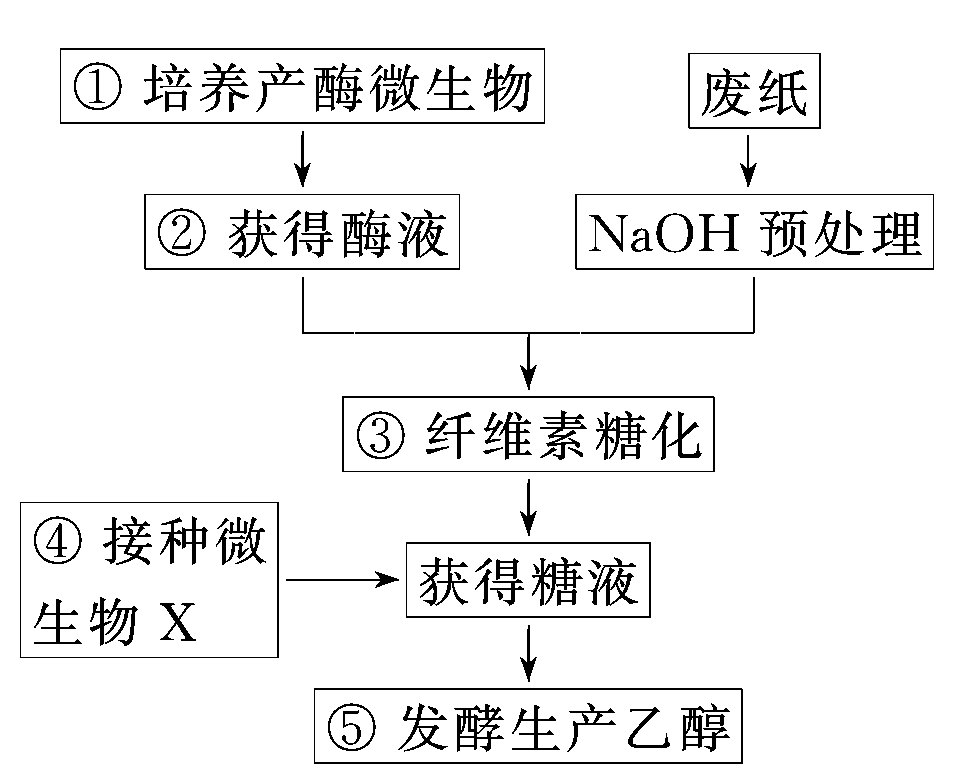 ① 培养产酶微生物
废纸
② 获得酶液
NaOH 预处理
③ 纤维素糖化
④ 接种微
生物 X
获得糖液
⑤ 发酵生产乙醇